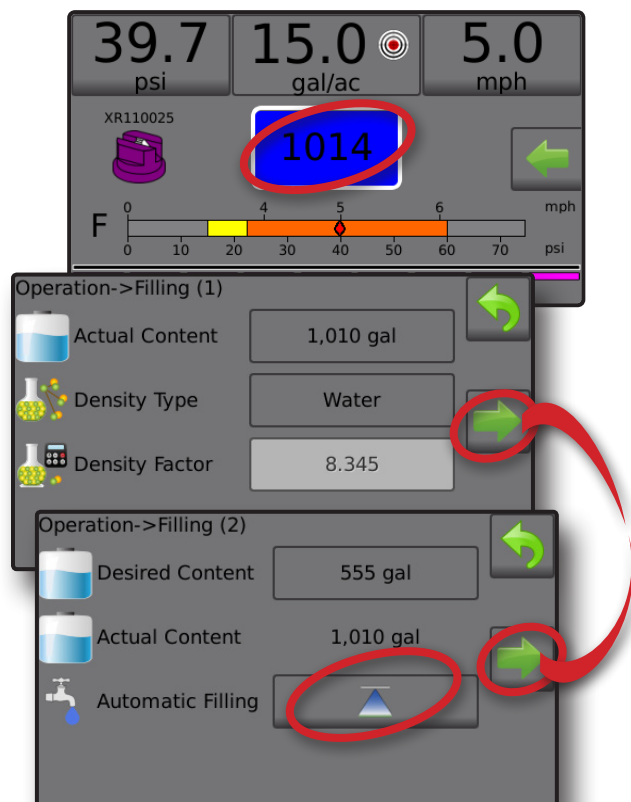 39.7 15.0 5.0
psi gal/ac mph
XR110025
1014
F
0 4 5 6 mph
0 10 20 30 40 50 60 70 psi
Operation->Filling (1)
Actual Content 1,010 gal
Density Type Water
Density Factor 8.345
Operation->Filling (2)
Desired Content 555 gal
Actual Content 1,010 gal
Automatic Filling